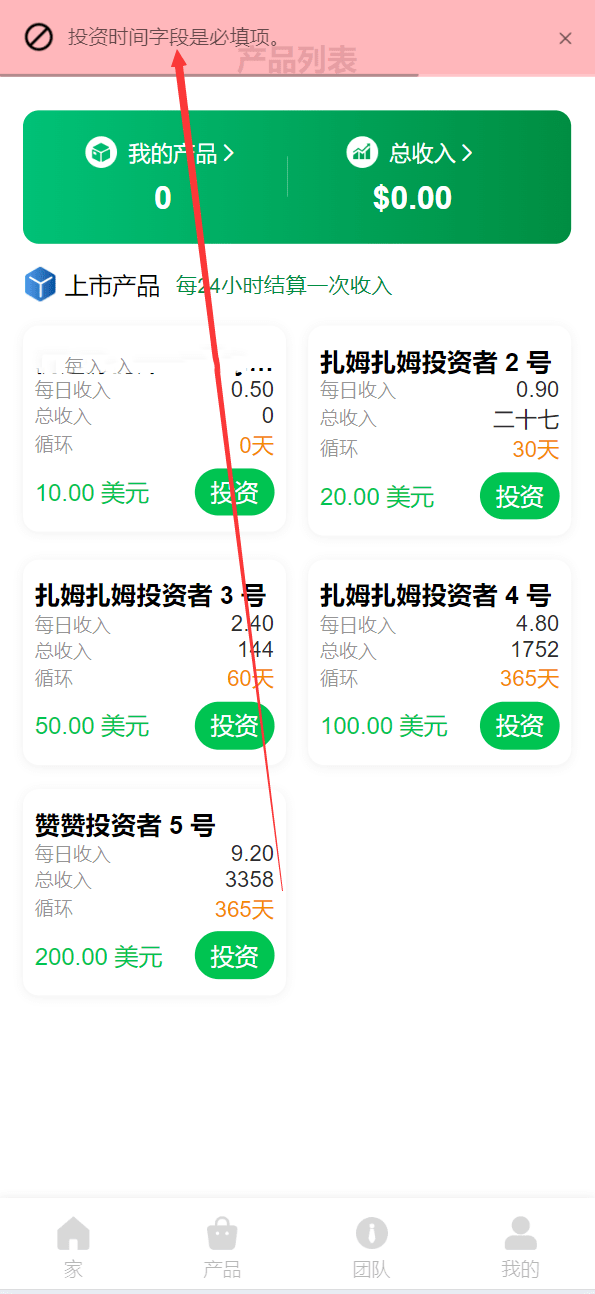 投资时间字段是必填项。
产品列表
我的产品 总收入
0 $0.00
上市产品 每24小时结算一次收入
每日收入 0.50
总收入 0
循环 0天
10.00 美元 投资
扎姆扎姆投资者 2 号
每日收入 0.90
总收入 二十七
循环 30天
20.00 美元 投资
扎姆扎姆投资者 3 号
每日收入 2.40
总收入 144
循环 60天
50.00 美元 投资
扎姆扎姆投资者 4 号
每日收入 4.80
总收入 1752
循环 365天
100.00 美元 投资
赞赞投资者 5 号
每日收入 9.20
总收入 3358
循环 365天
200.00 美元 投资
家 产品 团队 我的